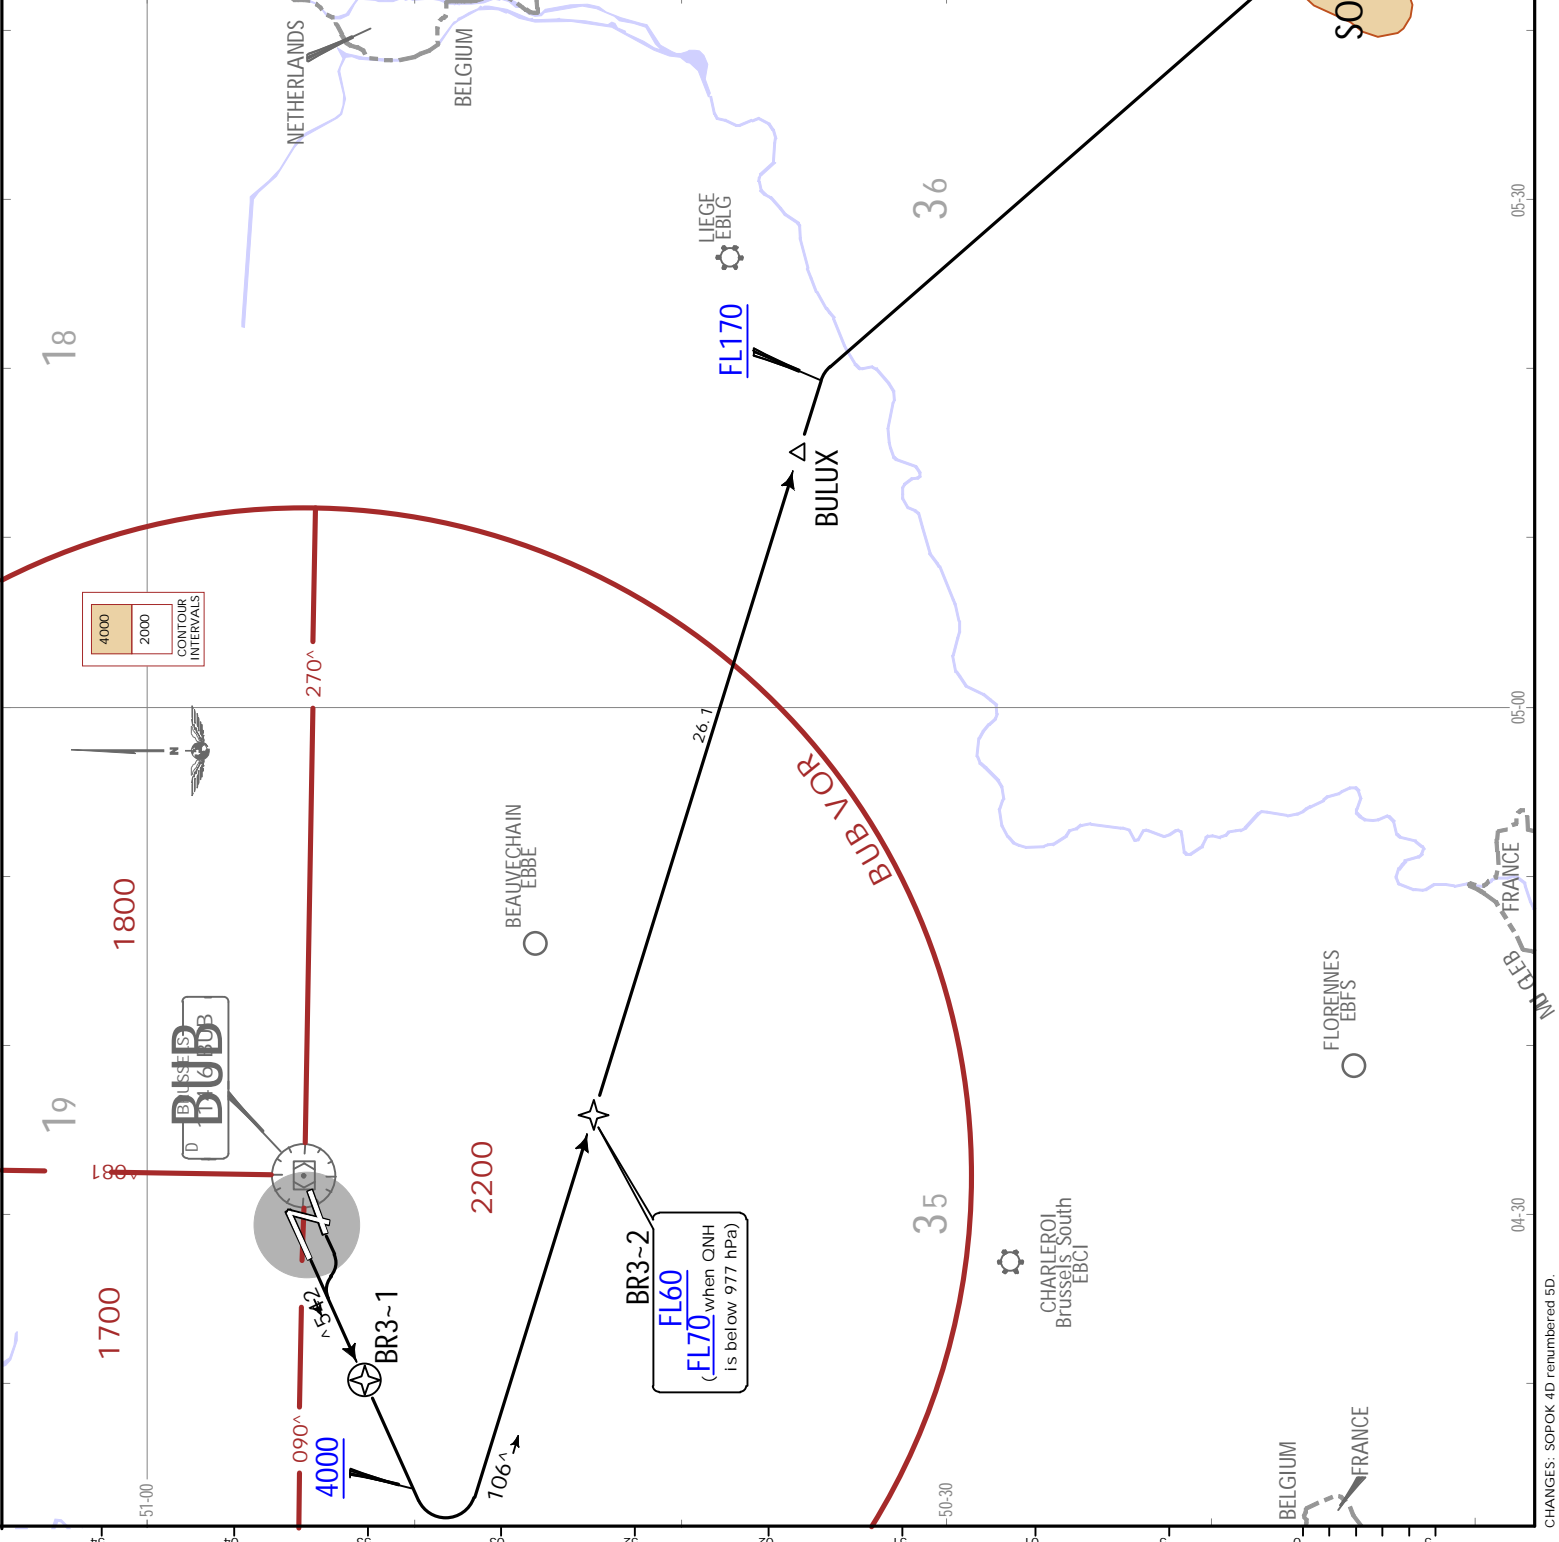 NETHERLANDS
BELGIUM
SO
18
36
05-30
LIEGE
EBLG
FL170
BULUX
4000
2000
CONTOUR
INTERVALS
270^
N
26.1
05-00
BUB VOR
1800
BEAUVECHAIN
EBBE
FRANCE
FLORENNES
EBFS
19
BRUSSELS
D
BUB
081^
2200
35
04-30
BR3~2
FL60
(FL70 when QNH
is below 977 hPa)
CHARLEROI
Brussels South
EBCI
1700
BR3~1
090^
4000
106^
51-00
50-30
BELGIUM
FRANCE
CHANGES: SOPOK 4D renumbered 5D.